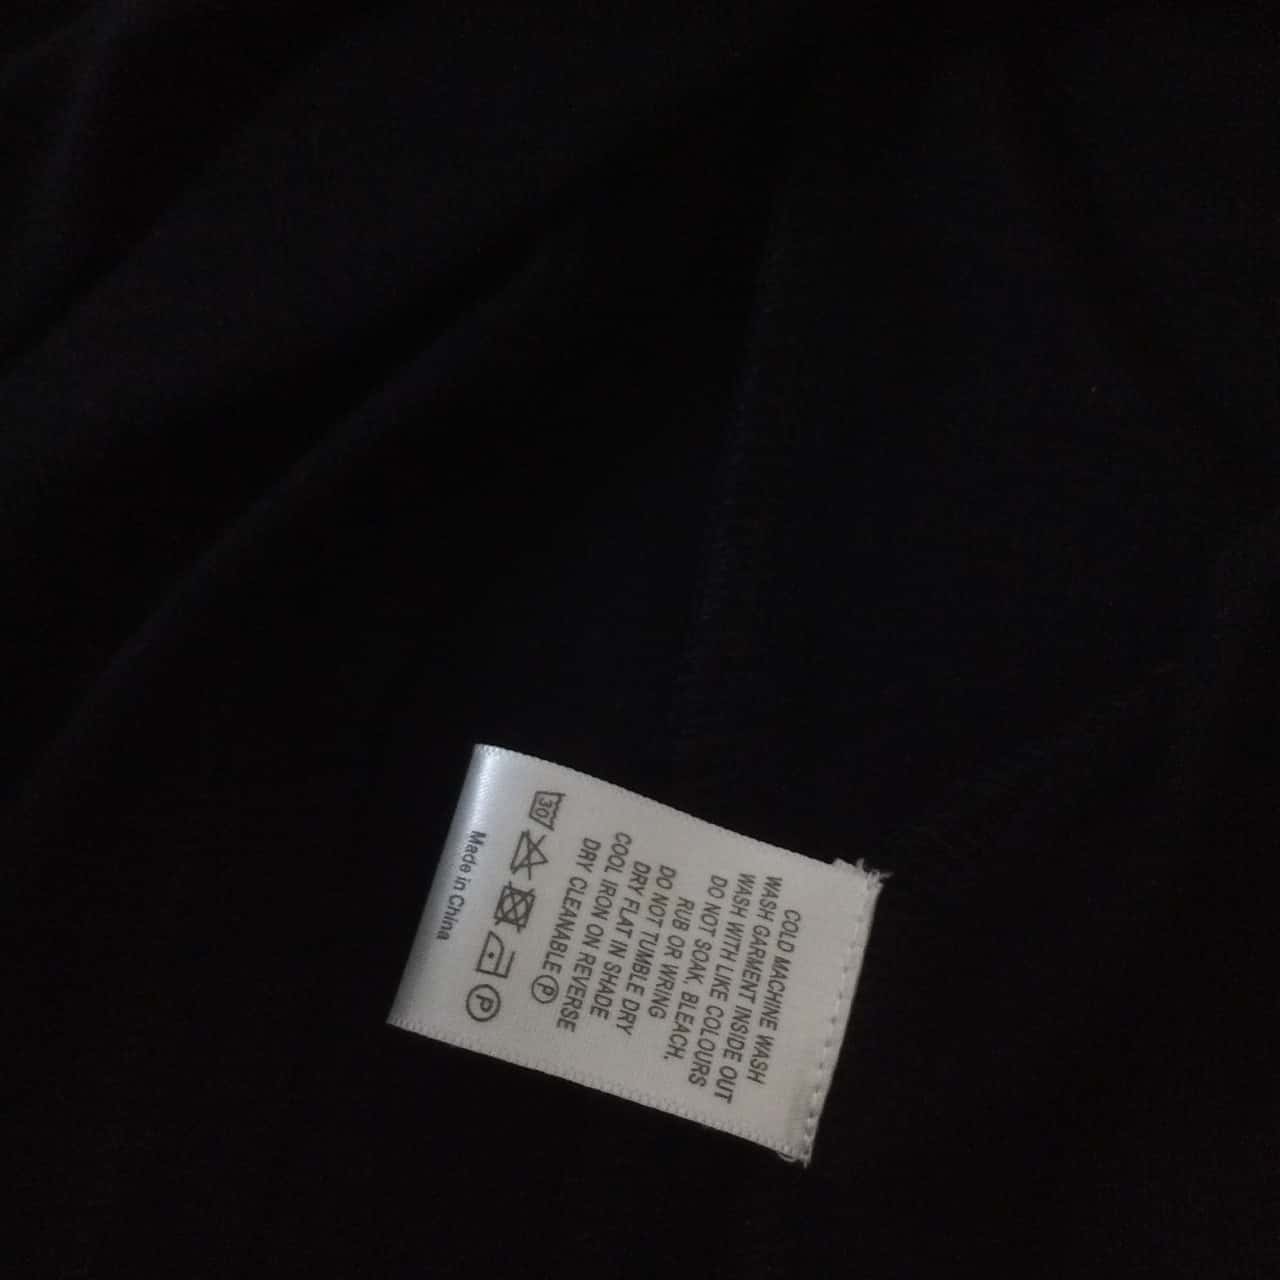 COLD MACHINE WASH
WASH GARMENT INSIDE OUT
WASH WITH LIKE COLOURS
DO NOT SOAK, BLEACH,
RUB OR WRING
DO NOT TUMBLE DRY
DRY FLAT IN SHADE
COOL IRON ON REVERSE
DRY CLEANABLE Ⓟ
30 P
Made in China